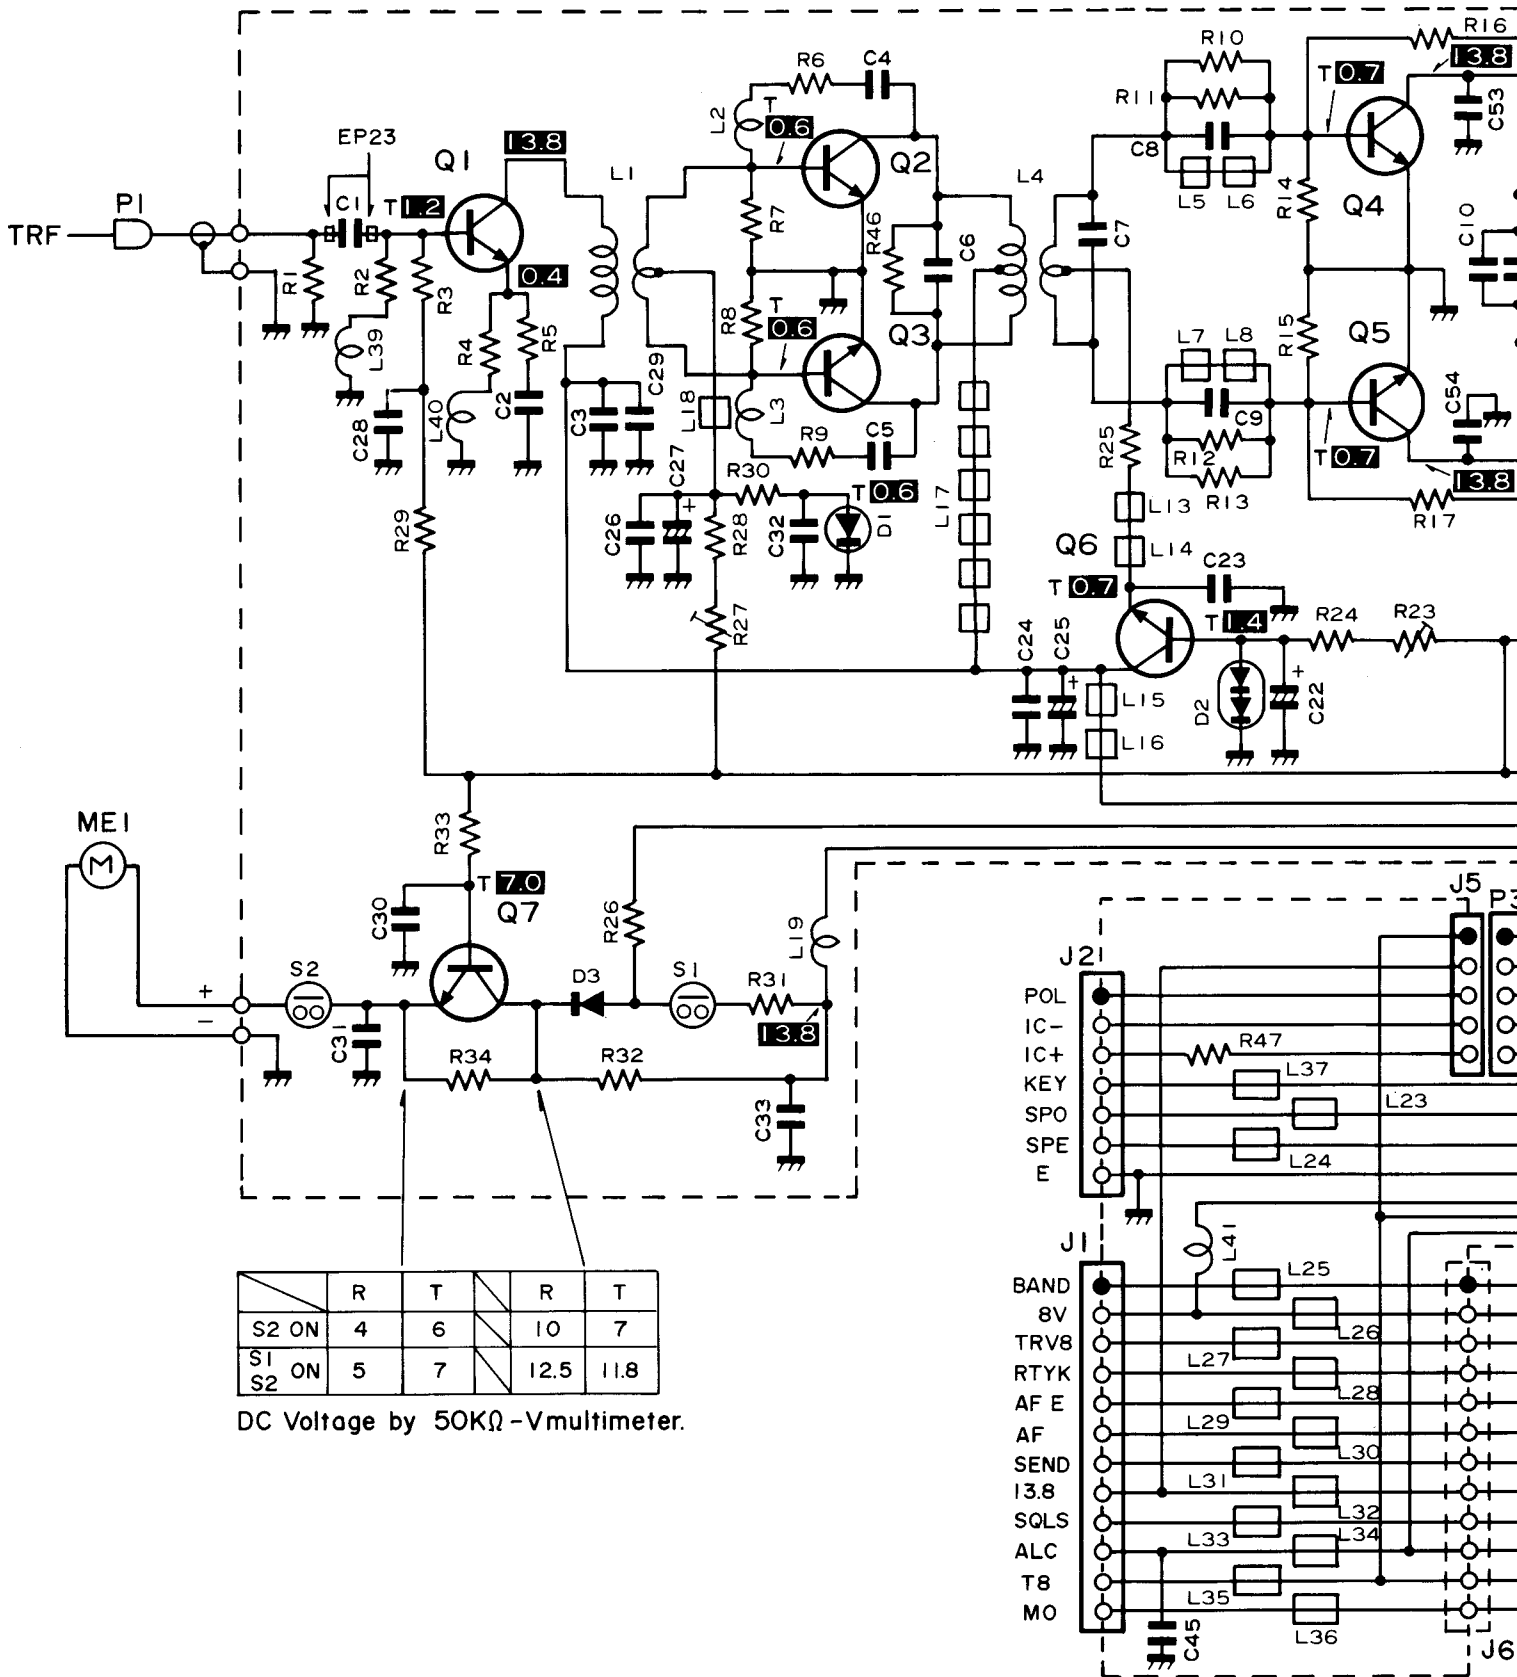 R16
R10
13.8
R6
C4
T 0.7
R11
L2
T
0.6
C53
EP23
Q1
13.8
L1
Q2
L4
C8
P1
C1
T 1.2
L5
L6
R14
Q4
TRF
R7
R46
C6
C7
C10
R1
R2
R3
0.4
R8
T
0.6
Q3
R15
Q5
L39
R4
R5
C29
L7
L8
C28
L40
C2
C3
L18
L3
R9
C5
R25
C9
R12
R13
T 0.7
C54
13.8
R17
C27
R30
T 0.6
L17
L13
R29
C26
+
R28
C32
D1
Q6
L14
C23
T 0.7
R27
T 1.4
R24
R23
C24
C25
+
L15
D2
+
C22
L16
ME1
M
R33
T 7.0
Q7
C30
R26
L19
J5
P3
J2
S2
D3
S1
R31
+
−
C31
13.8
R34
R32
C33
POL
IC−
IC+
R47
KEY
L37
SPO
L23
SPE
L24
E
L41
J1
R T R T
S2 ON 4 6 10 7
S1 S2 ON 5 7 12.5 11.8
DC Voltage by 50KΩ-Vmultimeter.
BAND
L25
8V
L26
TRV8
L27
RTYK
L28
AF E
L29
AF
L30
SEND
L31
13.8
L32
SQLS
L33
L34
ALC
T8
L35
MO
L36
C45
J6